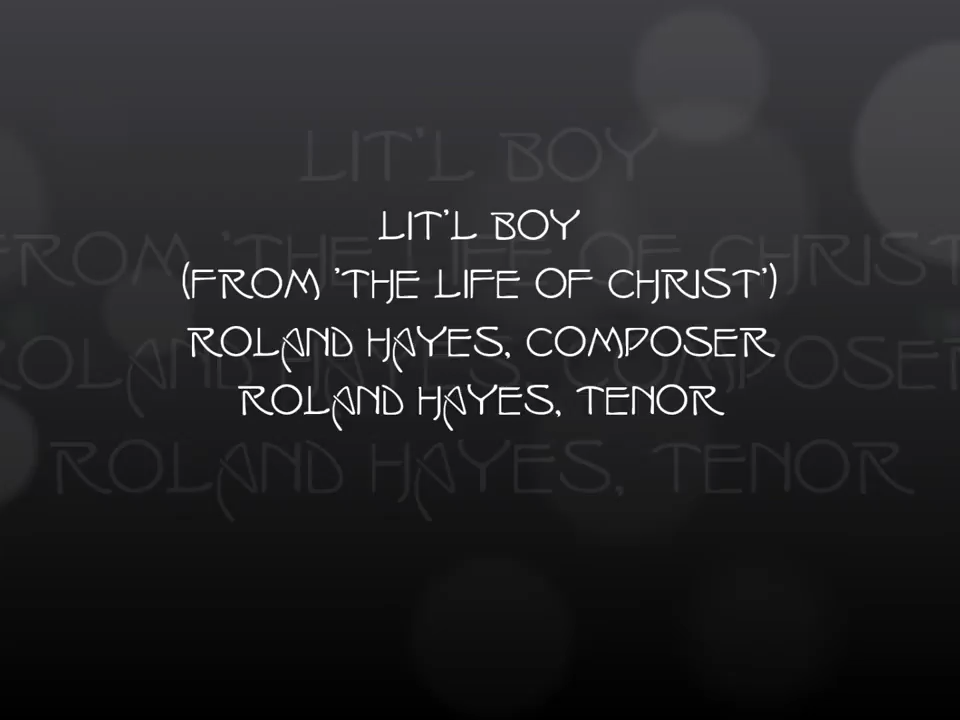 LIT'L BOY
(FROM 'THE LIFE OF CHRIST')
ROLAND HAYES, COMPOSER
ROLAND HAYES, TENOR